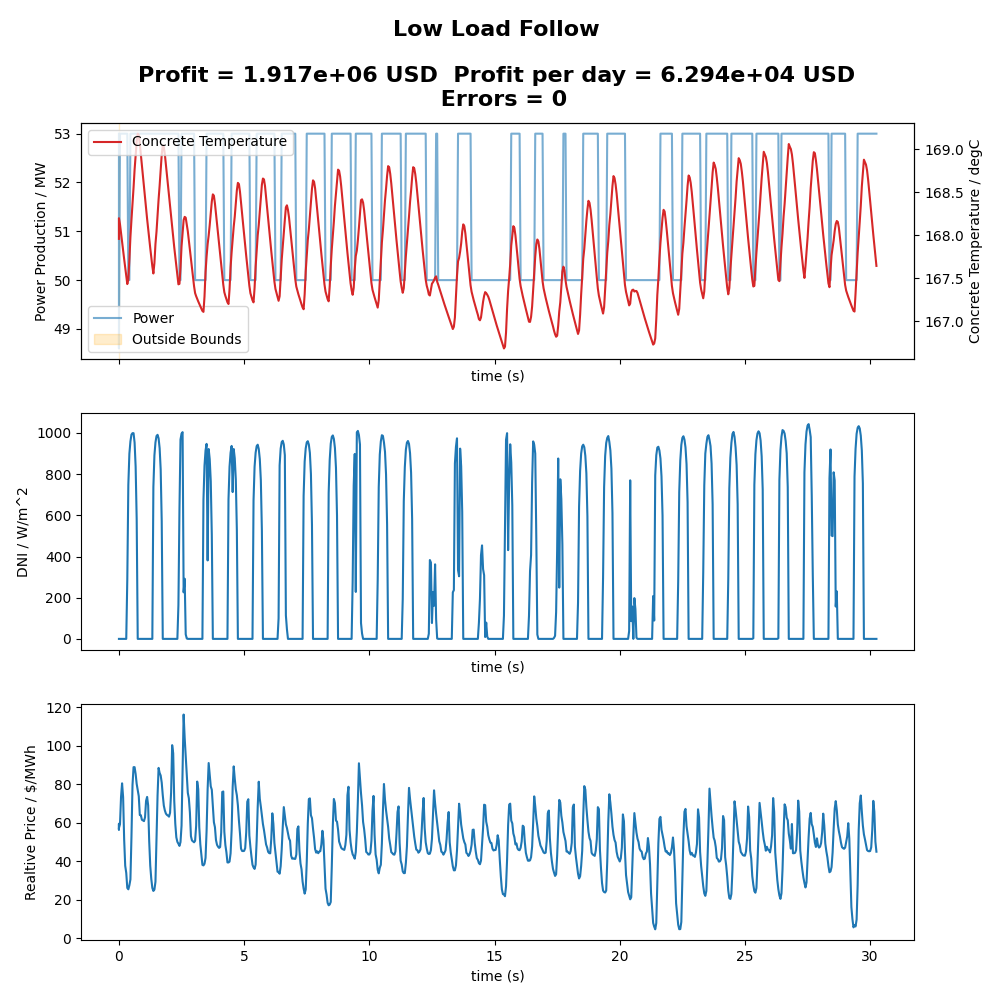 Low Load Follow
Profit = 1.917e+06 USD  Profit per day = 6.294e+04 USD
Errors = 0
Power Production / MW
53
52
51
50
49
Concrete Temperature
Power
Outside Bounds
169.0
168.5
168.0
167.5
167.0
Concrete Temperature / degC
time (s)
DNI / W/m^2
1000
800
600
400
200
0
time (s)
Realtive Price / $/MWh
120
100
80
60
40
20
0
0 5 10 15 20 25 30
time (s)